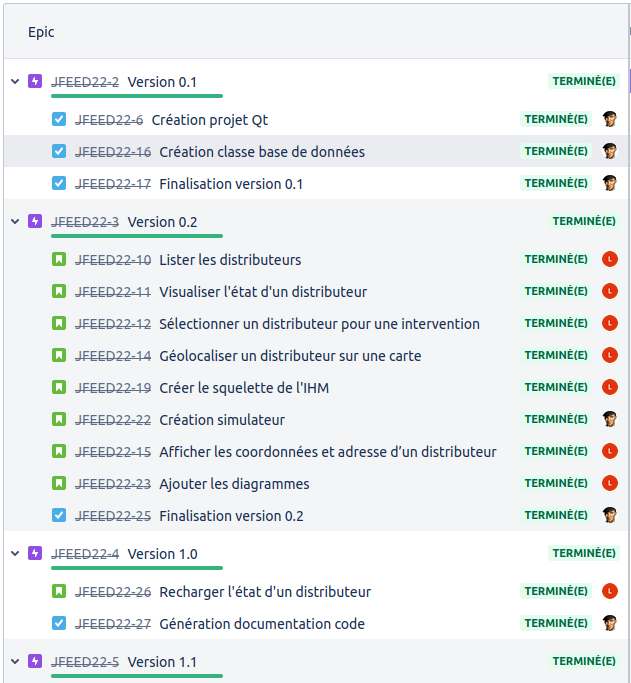 Epic
JFEED22-2 Version 0.1 TERMINÉ(E)
JFEED22-6 Création projet Qt TERMINÉ(E)
JFEED22-16 Création classe base de données TERMINÉ(E)
JFEED22-17 Finalisation version 0.1 TERMINÉ(E)
JFEED22-3 Version 0.2 TERMINÉ(E)
JFEED22-10 Lister les distributeurs TERMINÉ(E) L
JFEED22-11 Visualiser l'état d'un distributeur TERMINÉ(E) L
JFEED22-12 Sélectionner un distributeur pour une intervention TERMINÉ(E) L
JFEED22-14 Géolocaliser un distributeur sur une carte TERMINÉ(E) L
JFEED22-19 Créer le squelette de l'IHM TERMINÉ(E) L
JFEED22-22 Création simulateur TERMINÉ(E)
JFEED22-15 Afficher les coordonnées et adresse d’un distributeur TERMINÉ(E) L
JFEED22-23 Ajouter les diagrammes TERMINÉ(E) L
JFEED22-25 Finalisation version 0.2 TERMINÉ(E)
JFEED22-4 Version 1.0 TERMINÉ(E)
JFEED22-26 Recharger l'état d'un distributeur TERMINÉ(E) L
JFEED22-27 Génération documentation code TERMINÉ(E)
JFEED22-5 Version 1.1 TERMINÉ(E)